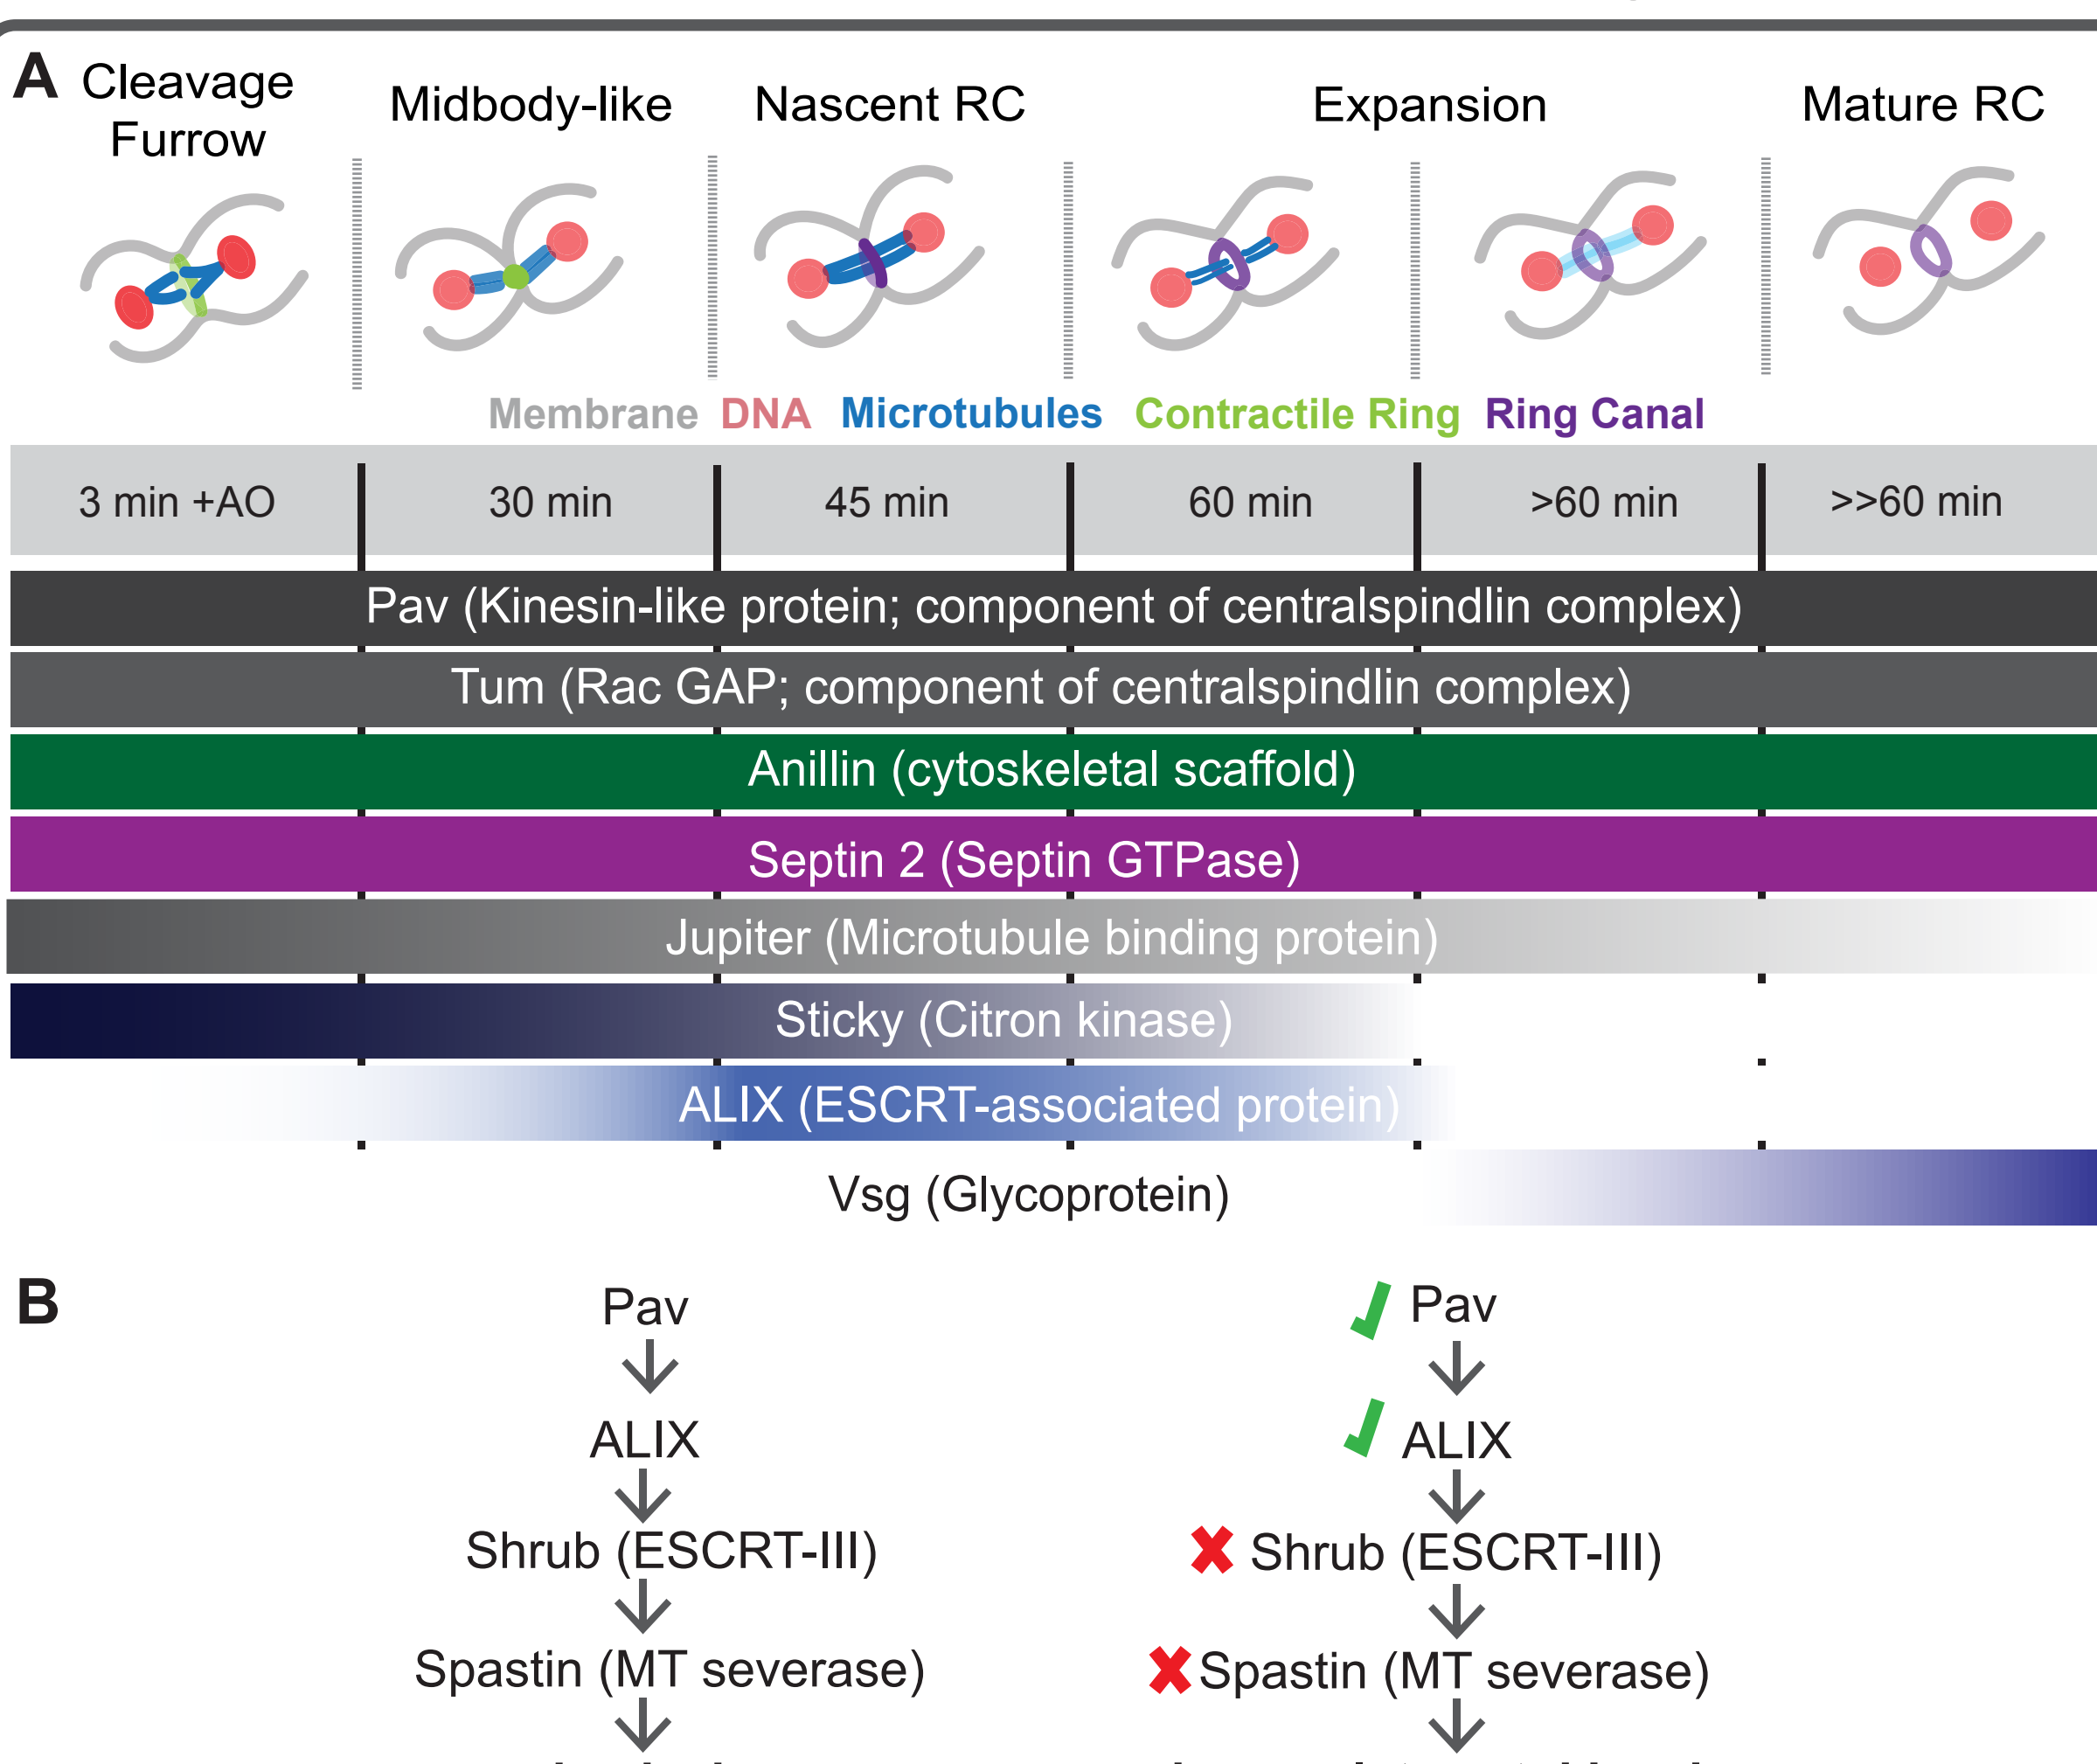 A
Cleavage
Furrow
Midbody-like
Nascent RC
Expansion
Mature RC
Membrane DNA Microtubules Contractile Ring Ring Canal
3 min +AO
30 min
45 min
60 min
>60 min
>>60 min
Pav (Kinesin-like protein; component of centralspindlin complex)
Tum (Rac GAP; component of centralspindlin complex)
Anillin (cytoskeletal scaffold)
Septin 2 (Septin GTPase)
Jupiter (Microtubule binding protein)
Sticky (Citron kinase)
ALIX (ESCRT-associated protein)
Vsg (Glycoprotein)
B
Pav
ALIX
Shrub (ESCRT-III)
Spastin (MT severase)
Pav
ALIX
Shrub (ESCRT-III)
Spastin (MT severase)